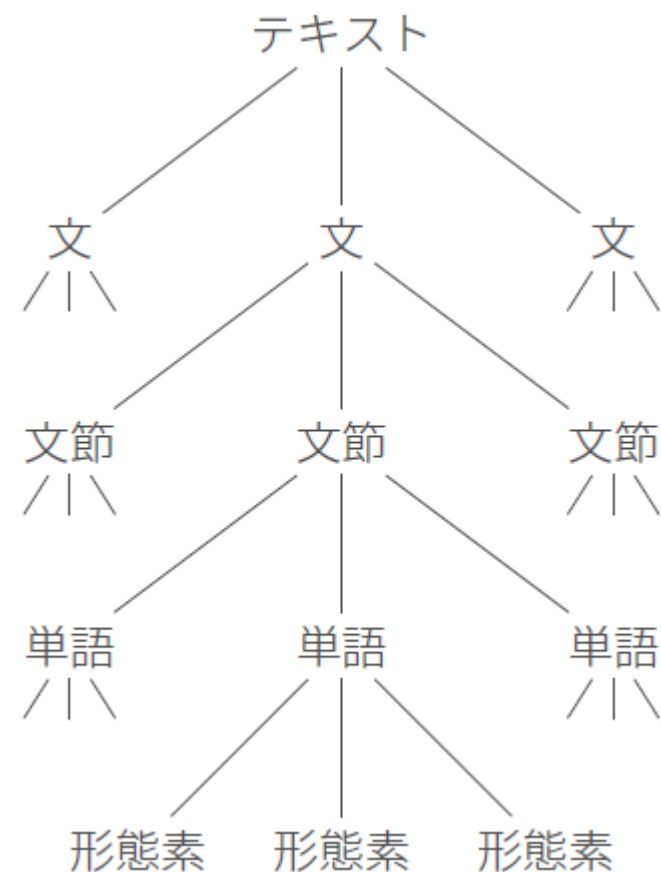 テキスト
文 文 文
文節 文節 文節
単語 単語 単語
形態素 形態素 形態素